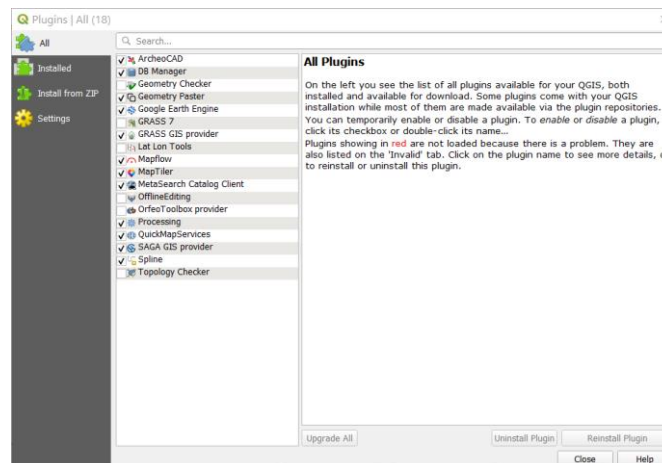 Plugins | All (18)
All
Installed
Install from ZIP
Settings
Search...
ArcheoCAD
DB Manager
Geometry Checker
Geometry Paster
Google Earth Engine
GRASS 7
GRASS GIS provider
Lat Lon Tools
Mapflow
MapTiler
MetaSearch Catalog Client
OfflineEditing
OrfeoToolbox provider
Processing
QuickMapServices
SAGA GIS provider
Spline
Topology Checker
All Plugins
On the left you see the list of all plugins available for your QGIS, both
installed and available for download. Some plugins come with your QGIS
installation while most of them are made available via the plugin repositories.
You can temporarily enable or disable a plugin. To enable or disable a plugin,
click its checkbox or double-click its name...
Plugins showing in red are not loaded because there is a problem. They are
also listed on the 'Invalid' tab. Click on the plugin name to see more details,
to reinstall or uninstall this plugin.
Upgrade All
Uninstall Plugin
Reinstall Plugin
Close
Help